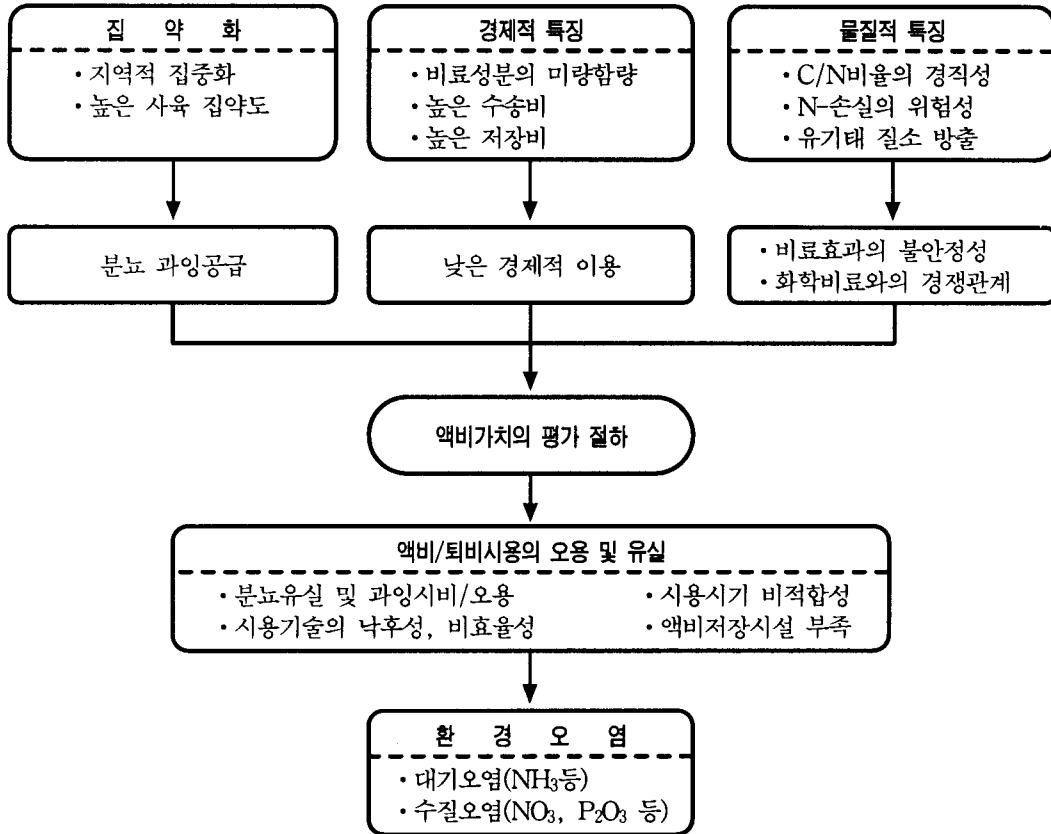 집 약 화
· 지역적 집중화
· 높은 사육 집약도
경제적 특징
· 비료성분의 미량함량
· 높은 수송비
· 높은 저장비
물질적 특징
· C/N비율의 경직성
· N-손실의 위험성
· 유기태 질소 방출
분뇨 과잉공급
낮은 경제적 이용
· 비료효과의 불안정성
· 화학비료와의 경쟁관계
액비가치의 평가 절하
액비/퇴비시용의 오용 및 유실
· 분뇨유실 및 과잉시비/오용
· 시용기술의 낙후성, 비효율성
· 시용시기 비적합성
· 액비저장시설 부족
환 경 오 염
· 대기오염(NH₃등)
· 수질오염(NO₃, P₂O₃ 등)